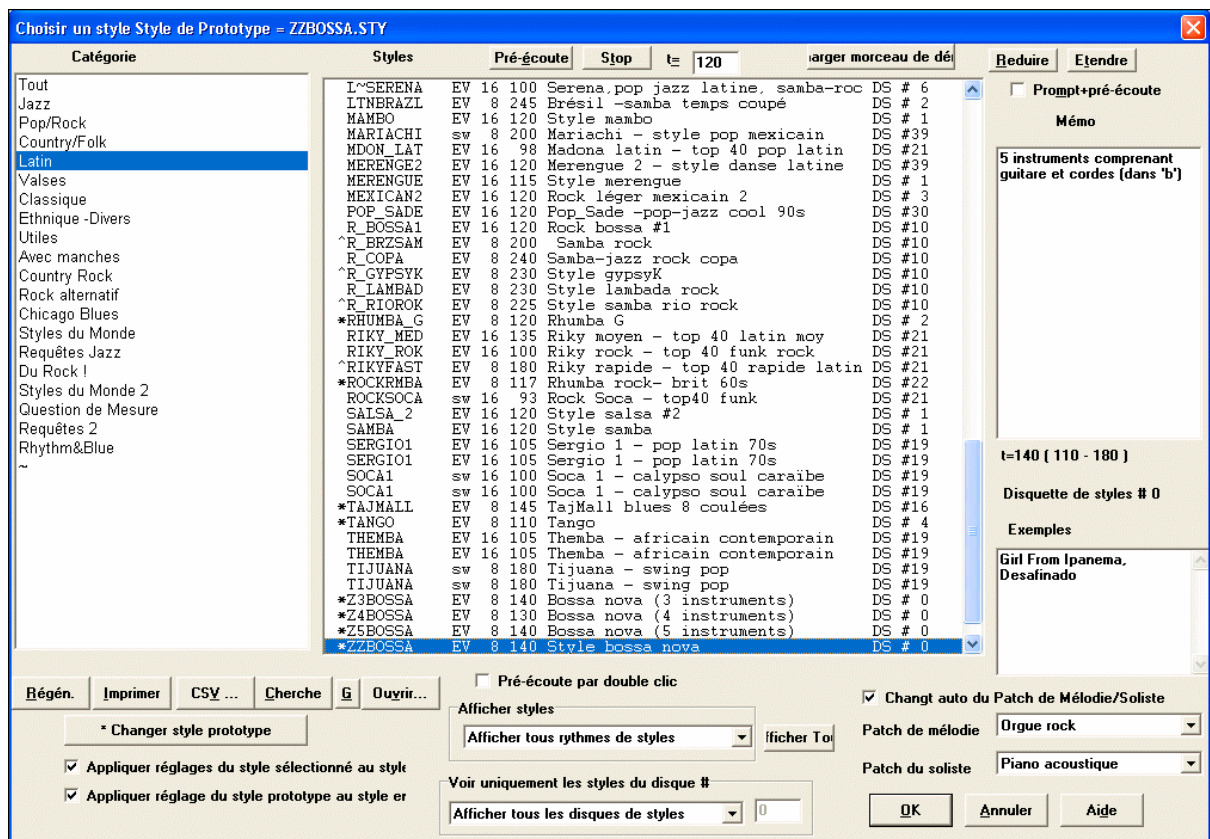 Choisir un style Style de Prototype = ZZBOSSA.STY
Catégorie
Styles
Pré-écoute
Stop
t= 120
arger morceau de dé
Reduire
Etendre
Tout
Jazz
Pop/Rock
Country/Folk
Latin
Valses
Classique
Ethnique -Divers
Utiles
Avec manches
Country Rock
Rock alternatif
Chicago Blues
Styles du Monde
Requêtes Jazz
Du Rock !
Styles du Monde 2
Question de Mesure
Requêtes 2
Rhythm&Blue
~
L~SERENA EV 16 100 Serena,pop jazz latine, samba-roc DS # 6
LTNBRAZL EV 8 245 Brésil -samba temps coupé DS # 2
MAMBO EV 16 120 Style mambo DS # 1
MARIACHI sw 8 200 Mariachi - style pop mexicain DS #39
MDON_LAT EV 16 98 Madona latin - top 40 pop latin DS #21
MERENGE2 EV 16 120 Merengue 2 - style danse latine DS #39
MERENGUE EV 16 115 Style merengue DS # 1
MEXICAN2 EV 16 120 Rock léger mexicain 2 DS # 3
POP_SADE EV 16 120 Pop_Sade -pop-jazz cool 90s DS #30
R_BOSSA1 EV 16 120 Rock bossa #1 DS #10
^R_BRZSAM EV 8 200 Samba rock DS #10
R_COPA EV 8 240 Samba-jazz rock copa DS #10
^R_GYPSYK EV 8 230 Style gypsyK DS #10
R_LAMBAD EV 8 230 Style lambada rock DS #10
^R_RIOROK EV 8 225 Style samba rio rock DS #10
*RHUMBA_G EV 8 120 Rhumba G DS # 2
RIKY_MED EV 16 135 Riky moyen - top 40 latin moy DS #21
RIKY_ROK EV 16 100 Riky rock - top 40 funk rock DS #21
^RIKYFAST EV 8 180 Riky rapide - top 40 rapide latin DS #21
*ROCKRMBA EV 8 117 Rhumba rock- brit 60s DS #22
ROCKSOCA sw 16 93 Rock Soca - top40 funk DS #21
SALSA_2 EV 16 120 Style salsa #2 DS # 1
SAMBA EV 16 120 Style samba DS # 1
SERGIO1 EV 16 105 Sergio 1 - pop latin 70s DS #19
SERGIO1 EV 16 105 Sergio 1 - pop latin 70s DS #19
SOCA1 sw 16 100 Soca 1 - calypso soul caraïbe DS #19
SOCA1 sw 16 100 Soca 1 - calypso soul caraïbe DS #19
*TAJMALL EV 8 145 TajMall blues 8 coulées DS #16
*TANGO EV 8 110 Tango DS # 4
THEMBA EV 16 105 Themba - africain contemporain DS #19
THEMBA EV 16 105 Themba - africain contemporain DS #19
TIJUANA sw 8 180 Tijuana - swing pop DS #19
TIJUANA sw 8 180 Tijuana - swing pop DS #19
*Z3BOSSA EV 8 140 Bossa nova (3 instruments) DS # 0
*Z4BOSSA EV 8 130 Bossa nova (4 instruments) DS # 0
*Z5BOSSA EV 8 140 Bossa nova (5 instruments) DS # 0
*ZZBOSSA EV 8 140 Style bossa nova DS # 0
Prompt+pré-écoute
Mémo
5 instruments comprenant
guitare et cordes (dans 'b')
t=140 ( 110 - 180 )
Disquette de styles # 0
Exemples
Girl From Ipanema,
Desafinado
Régén.
Imprimer
CSV ...
Cherche
G
Ouvrir...
* Changer style prototype
Appliquer réglages du style sélectionné au style
Appliquer réglage du style prototype au style er
Pré-écoute par double clic
Afficher styles
Afficher tous rythmes de styles
fficher Tou
Voir uniquement les styles du disque #
Afficher tous les disques de styles
0
Changt auto du Patch de Mélodie/Soliste
Patch de mélodie
Orgue rock
Patch du soliste
Piano acoustique
OK
Annuler
Aide